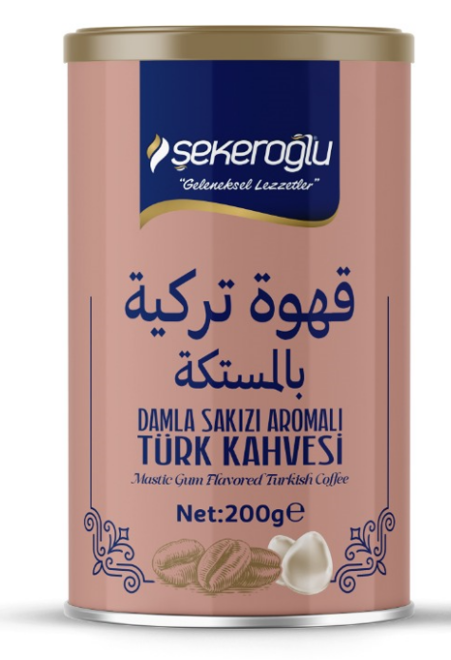 şekeroğlu
"Geleneksel Lezzetler"
قهوة تركية
بالمستكة
DAMLA SAKIZI AROMALI
TÜRK KAHVESİ
Mastic Gum Flavored Turkish Coffee
Net:200g℮